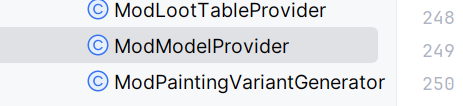 ModLootTableProvider
248
ModModelProvider
249
ModPaintingVariantGenerator
250